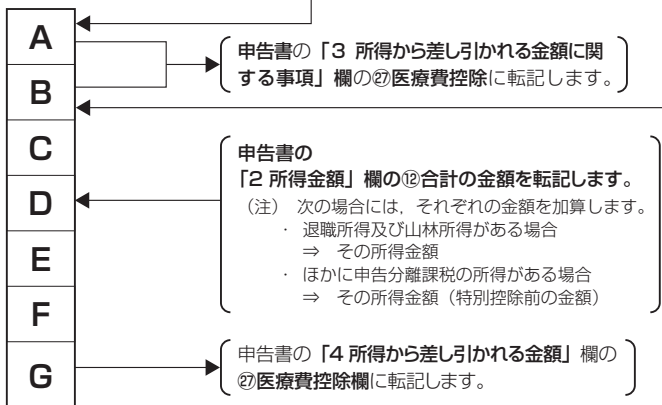 A
B
C
D
E
F
G
申告書の「3 所得から差し引かれる金額に関
する事項」欄の㉗医療費控除に転記します。
申告書の
「2 所得金額」欄の⑫合計の金額を転記します。
（注） 次の場合には，それぞれの金額を加算します。
・ 退職所得及び山林所得がある場合
⇒ その所得金額
・ ほかに申告分離課税の所得がある場合
⇒ その所得金額（特別控除前の金額）
申告書の「4 所得から差し引かれる金額」欄の
㉗医療費控除欄に転記します。